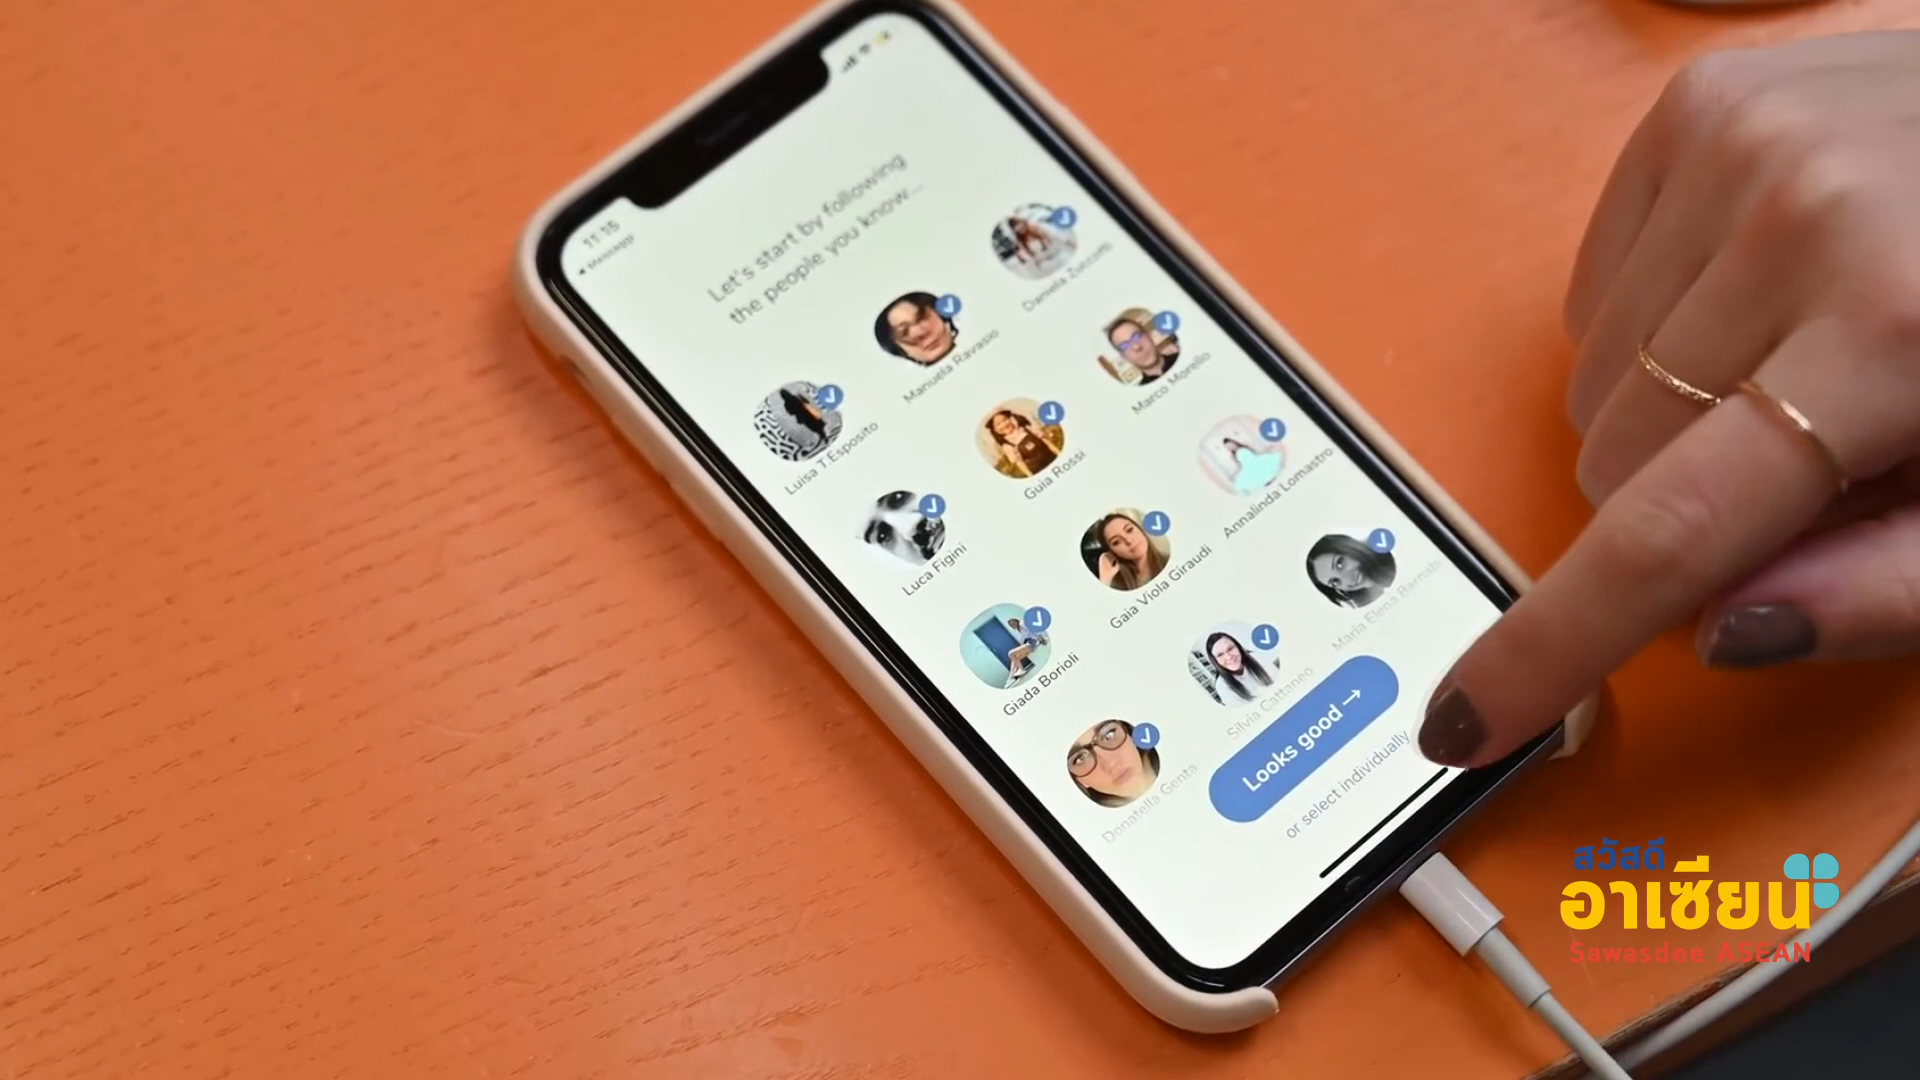 11:15
Let's start by following
the people you know...
Luisa T.Esposito
Manuela Ravasio
Daniela Zuccotti
Luca Figini
Guia Rossi
Marco Morello
Giada Borioli
Gaia Viola Giraudi
Annalinda Lomastro
Donatella Genta
Silvia Cattaneo
Maria Elena Barnab
Looks good →
or select individually
สวัสดี
อาเซียน
Sawasdee ASEAN